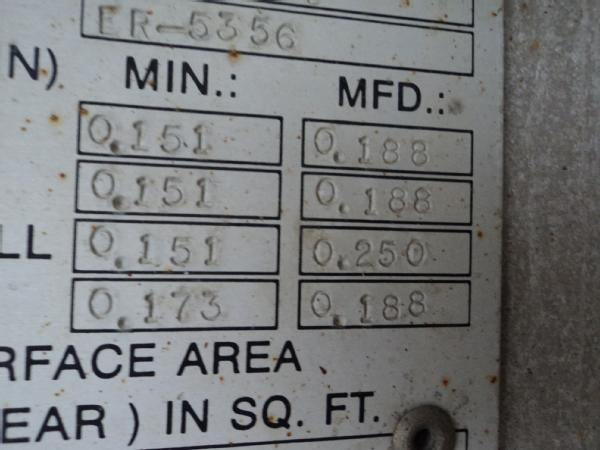 ER-5356
N) MIN.: MFD.:
0.151 0.188
0.151 0.188
LL 0.151 0.250
0.173 0.188
RFACE AREA
EAR ) IN SQ. FT.